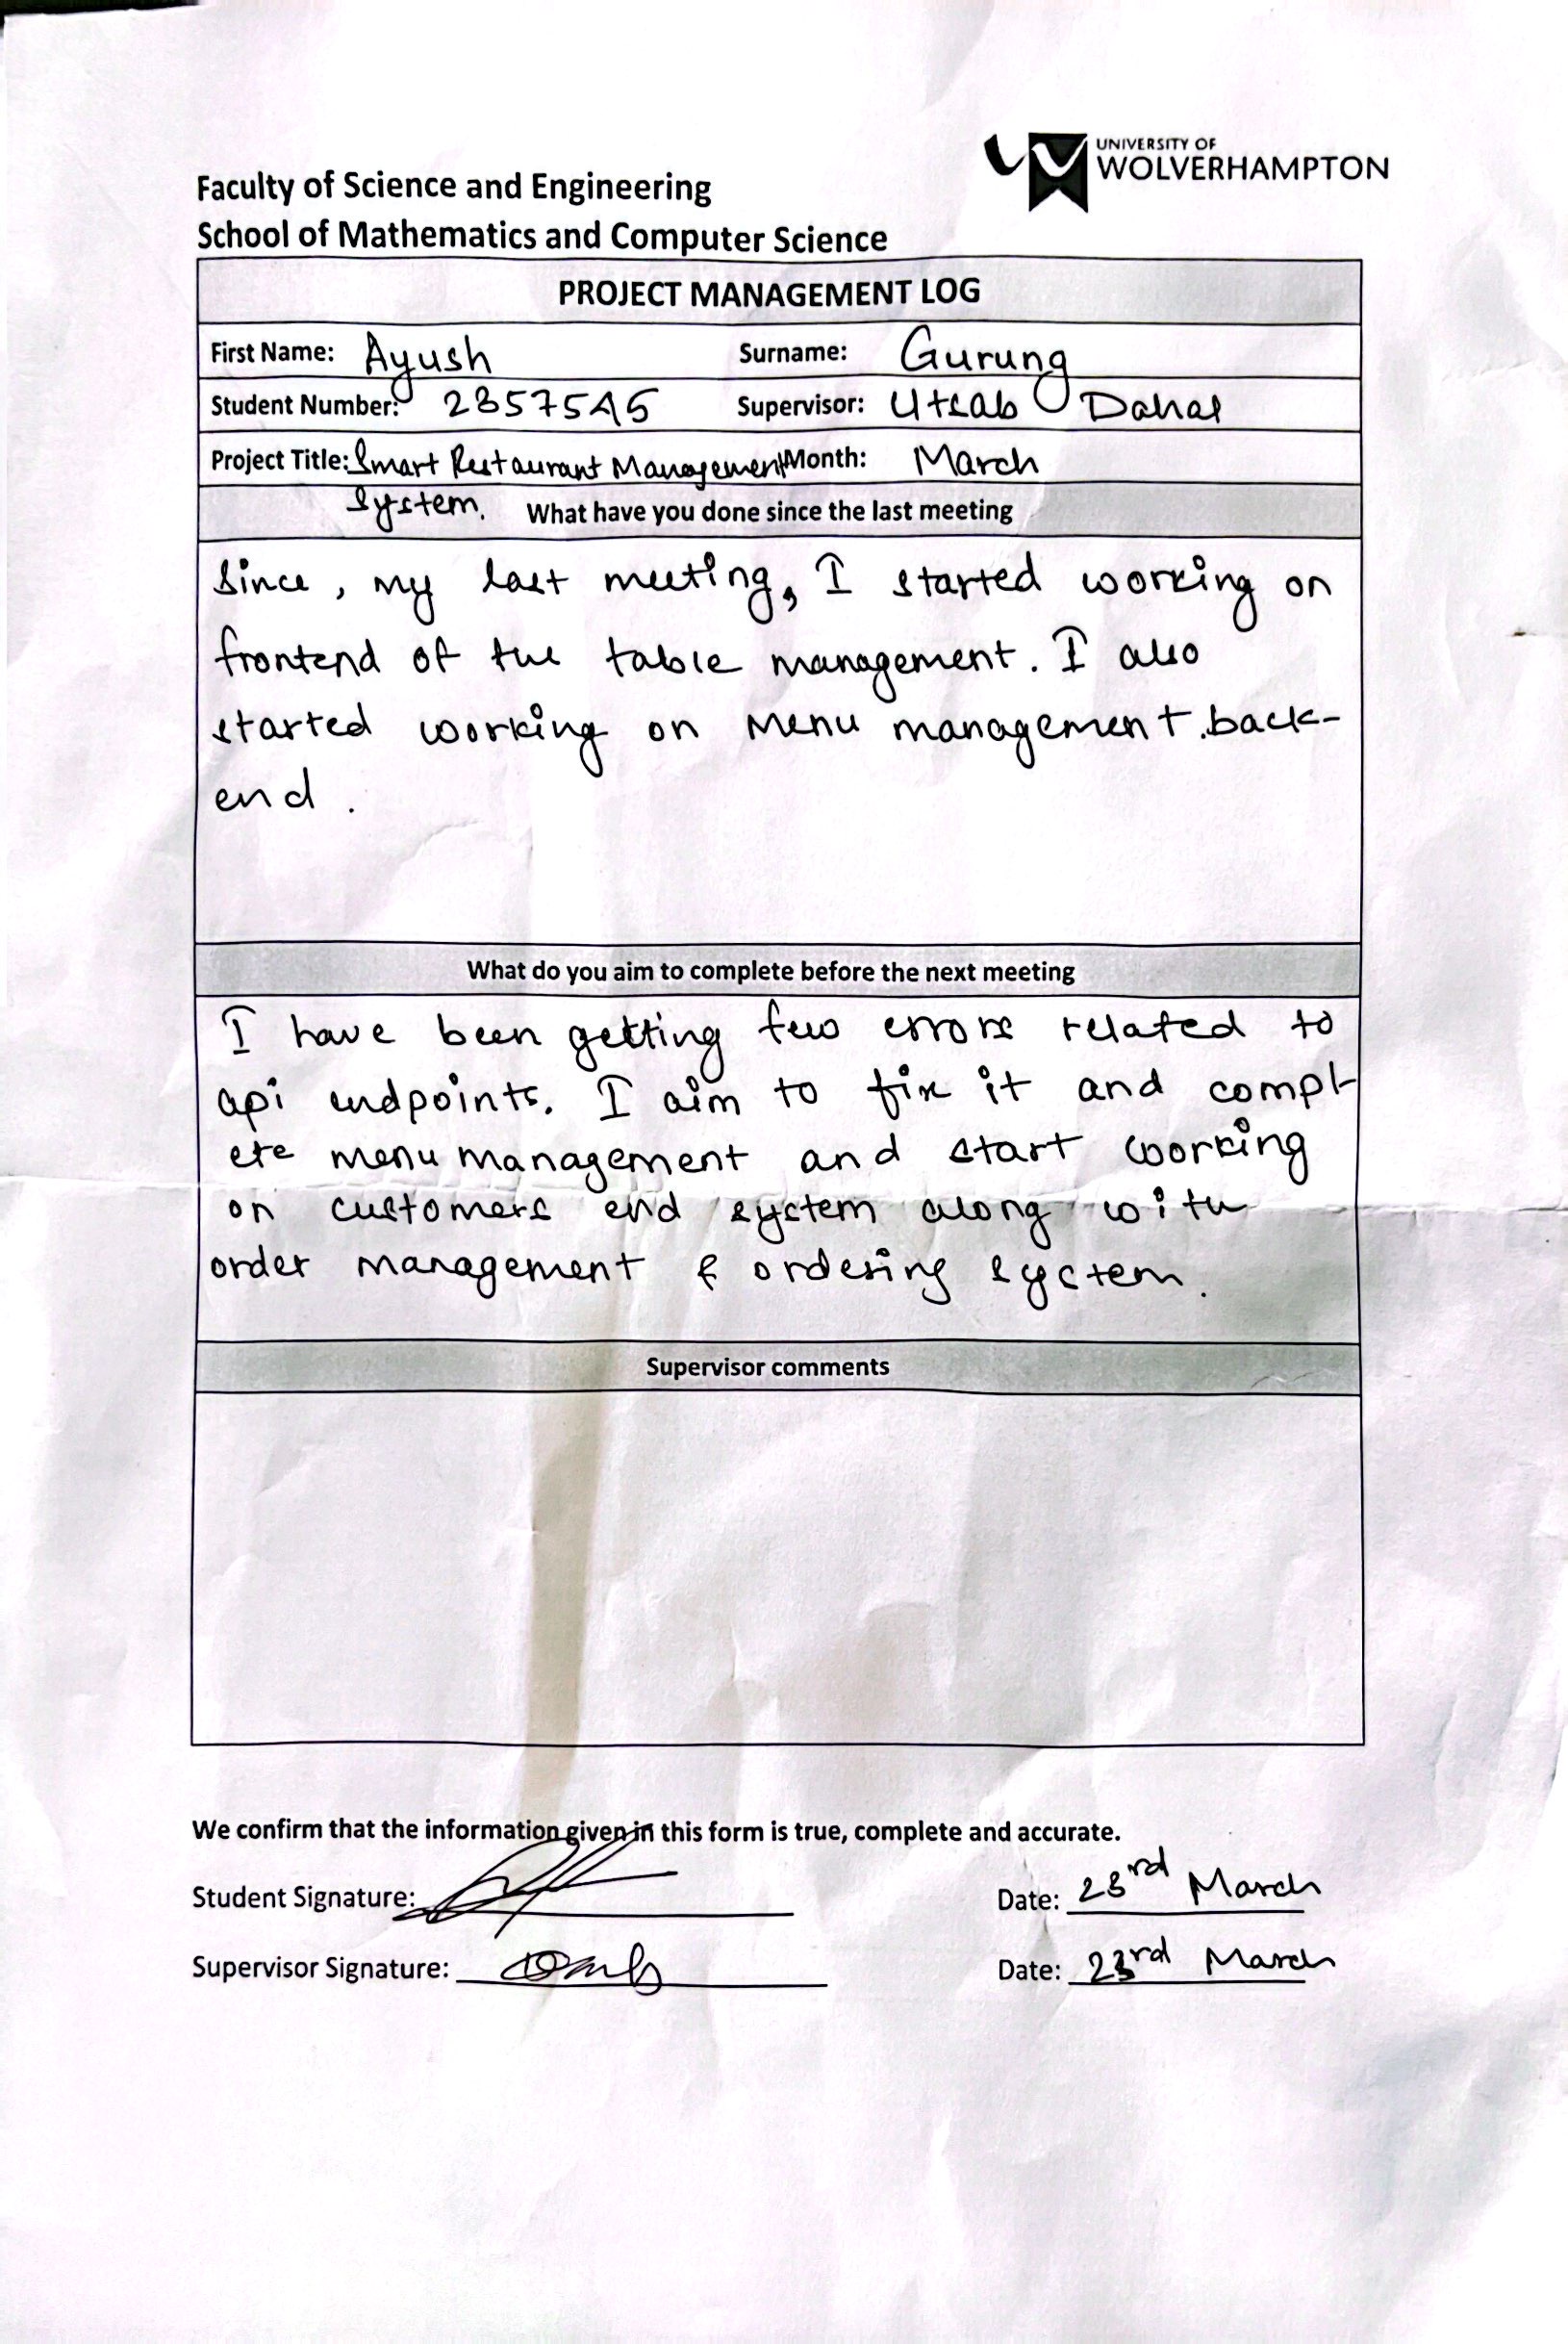 UNIVERSITY OF
WOLVERHAMPTON
Faculty of Science and Engineering
School of Mathematics and Computer Science
PROJECT MANAGEMENT LOG
First Name: Ayush Surname: Gurung
Student Number: 2357545 Supervisor: Utsab Dahal
Project Title: Smart Restaurant Management Month: March
System. What have you done since the last meeting
Since, my last meeting, I started working on
frontend of the table management. I also
started working on Menu management.back-
end.
What do you aim to complete before the next meeting
I have been getting few errors related to
api endpoints. I aim to fix it and compl-
ete menu management and start working
on customers end system along with
order management & ordering system.
Supervisor comments
We confirm that the information given in this form is true, complete and accurate.
Student Signature: Date: 23rd March
Supervisor Signature: Date: 23rd March